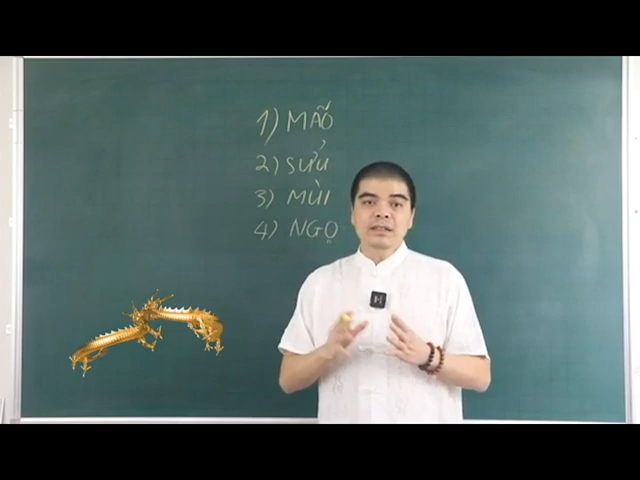 1) MÃO
2) SỬU
3) MÙI
4) NGỌ